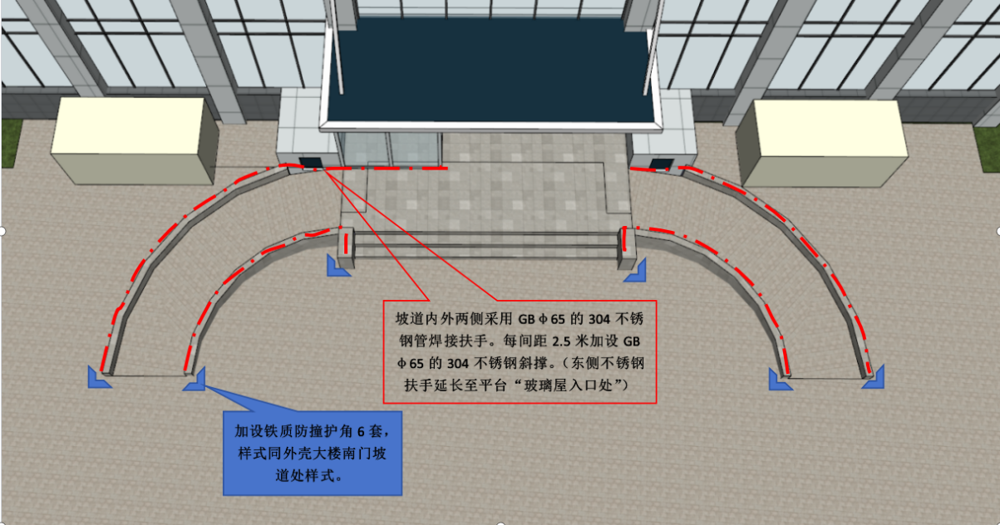 坡道内外两侧采用 GBφ65 的 304 不锈
钢管焊接扶手。每间距 2.5 米加设 GB
φ65 的 304 不锈钢斜撑。（东侧不锈钢
扶手延长至平台“玻璃屋入口处”）
加设铁质防撞护角 6 套，
样式同外壳大楼南门坡
道处样式。